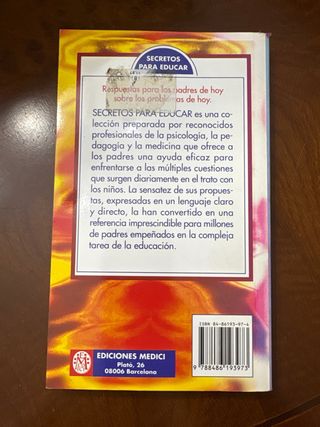 SECRETOS
PARA EDUCAR
Respuestas para los padres de hoy
sobre los problemas de hoy.
SECRETOS PARA EDUCAR es una co-
lección preparada por reconocidos
profesionales de la psicología, la pe-
dagogía y la medicina que ofrece a
los padres una ayuda eficaz para
enfrentarse a las múltiples cuestiones
que surgen diariamente en el trato con
los niños. La sensatez de sus propues-
tas, expresadas en un lenguaje claro
y directo, la han convertido en una
referencia imprescindible para millones
de padres empeñados en la compleja
tarea de la educación.
EDICIONES MEDICI
Plató, 26
08006 Barcelona
ISBN 84-86193-97-4
9 788486 193973